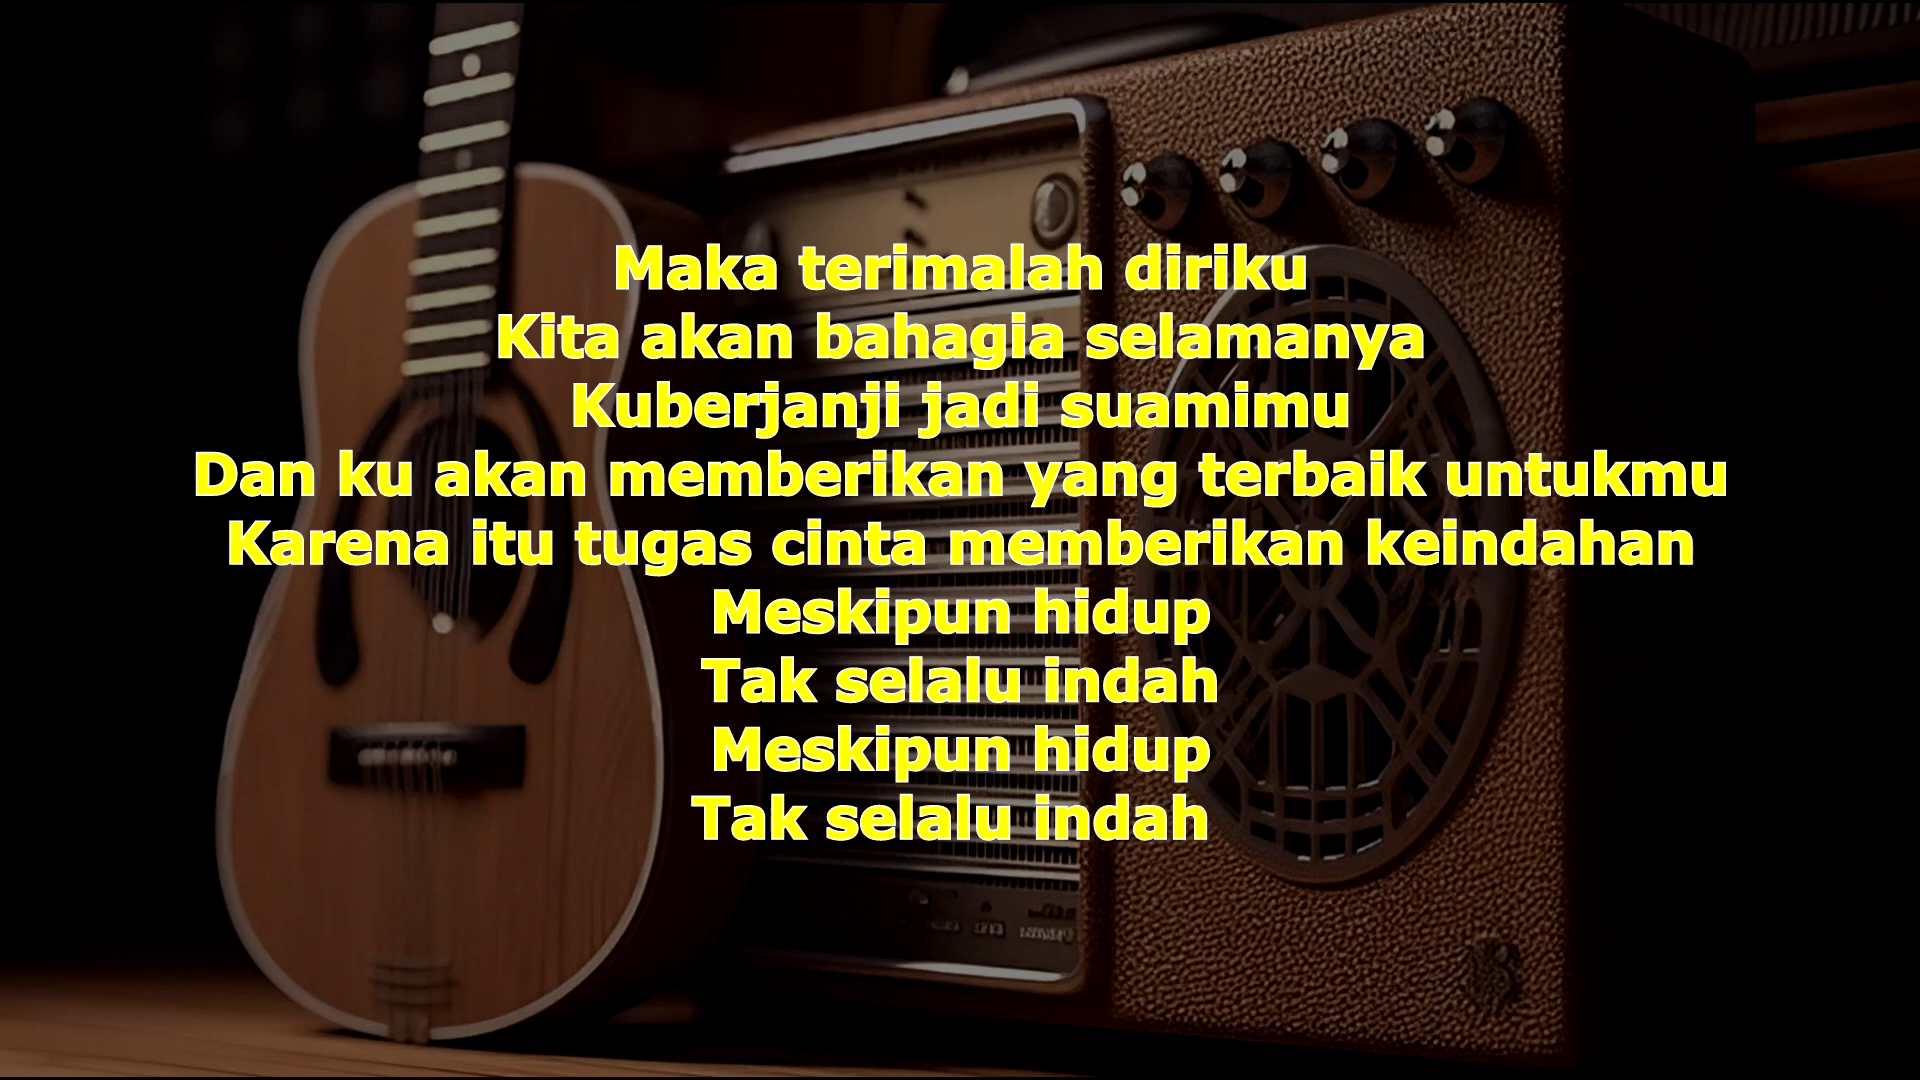 Maka terimalah diriku
Kita akan bahagia selamanya
Kuberjanji jadi suamimu
Dan ku akan memberikan yang terbaik untukmu
Karena itu tugas cinta memberikan keindahan
Meskipun hidup
Tak selalu indah
Meskipun hidup
Tak selalu indah